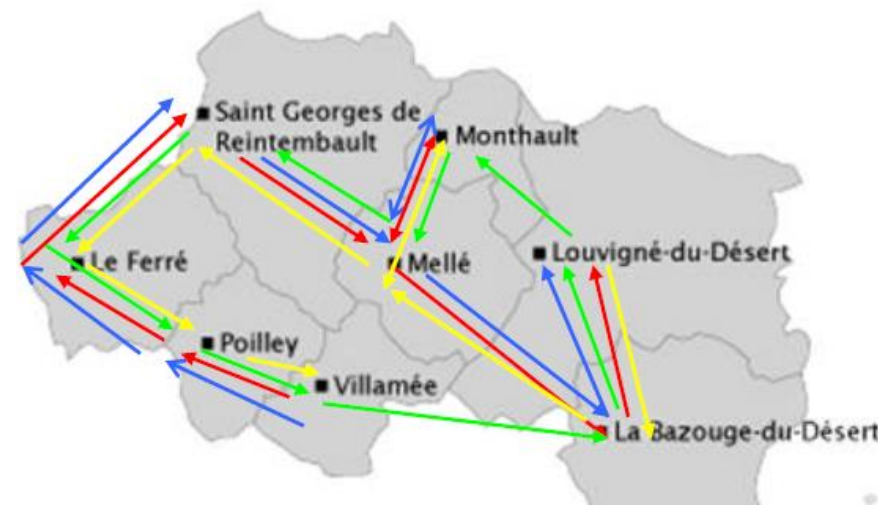 Saint Georges de
Reintembault
Monthault
Le Ferré
Mellé
Louvigné-du-Désert
Poilley
Villamée
La Bazouge-du-Désert